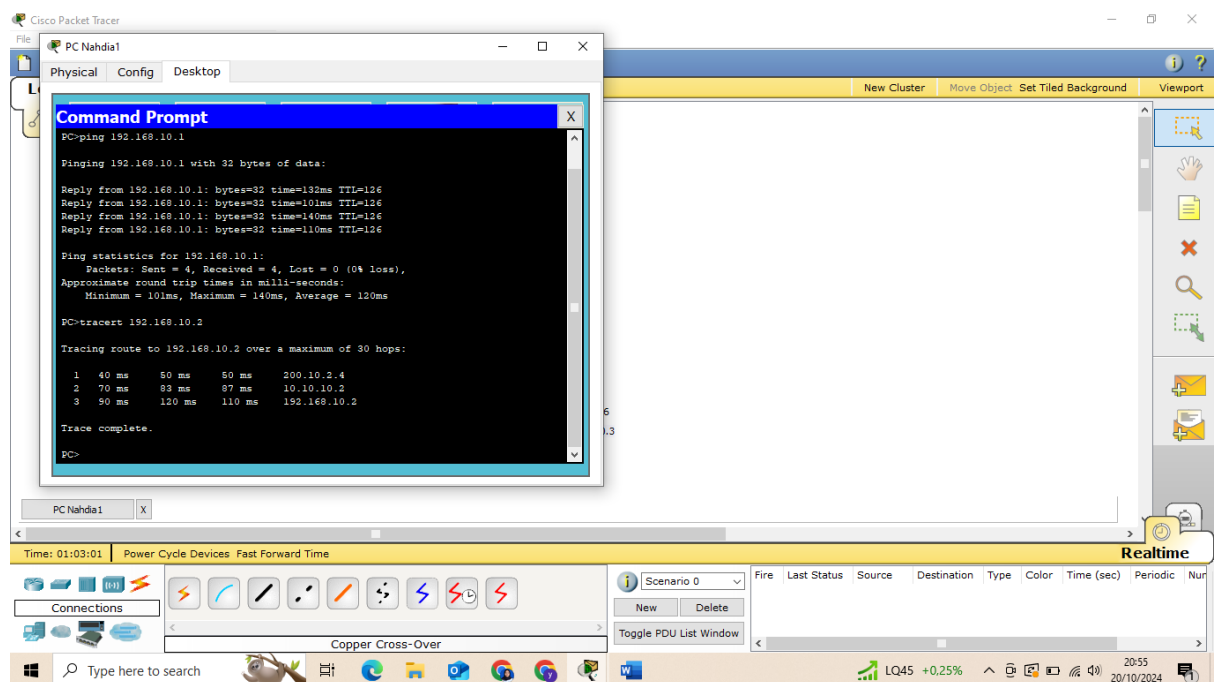 Cisco Packet Tracer
File
PC Nahdia1
Physical Config Desktop
New Cluster Move Object Set Tiled Background Viewport
Command Prompt X
PC>ping 192.168.10.1
Pinging 192.168.10.1 with 32 bytes of data:
Reply from 192.168.10.1: bytes=32 time=132ms TTL=126
Reply from 192.168.10.1: bytes=32 time=101ms TTL=126
Reply from 192.168.10.1: bytes=32 time=140ms TTL=126
Reply from 192.168.10.1: bytes=32 time=110ms TTL=126
Ping statistics for 192.168.10.1:
Packets: Sent = 4, Received = 4, Lost = 0 (0% loss),
Approximate round trip times in milli-seconds:
Minimum = 101ms, Maximum = 140ms, Average = 120ms
PC>tracert 192.168.10.2
Tracing route to 192.168.10.2 over a maximum of 30 hops:
1 40 ms 50 ms 50 ms 200.10.2.4
2 70 ms 83 ms 87 ms 10.10.10.2
3 90 ms 120 ms 110 ms 192.168.10.2
Trace complete.
PC>
6
.3
PC Nahdia1 X
Time: 01:03:01 Power Cycle Devices Fast Forward Time Realtime
Connections
Copper Cross-Over
Scenario 0
New Delete
Toggle PDU List Window
Fire Last Status Source Destination Type Color Time (sec) Periodic Nur
Type here to search
LQ45 +0,25%
20:55
20/10/2024